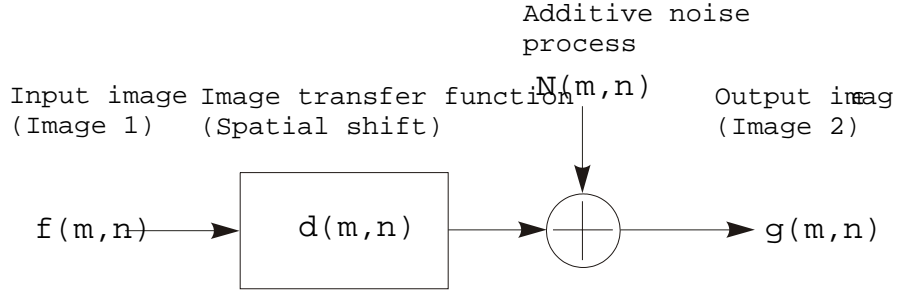 Additive noise
process
N(m,n)
Input image
(Image 1)
Image transfer function
(Spatial shift)
Output imag
(Image 2)
f(m,n)
d(m,n)
g(m,n)